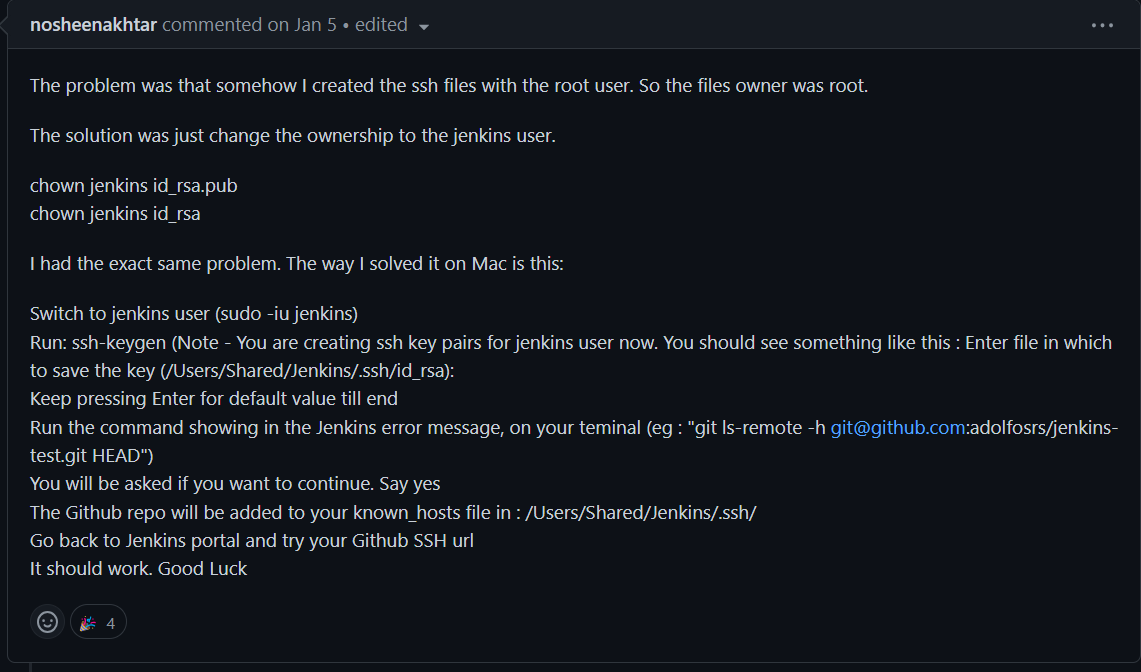 nosheenakhtar commented on Jan 5 • edited
The problem was that somehow I created the ssh files with the root user. So the files owner was root.
The solution was just change the ownership to the jenkins user.
chown jenkins id_rsa.pub
chown jenkins id_rsa
I had the exact same problem. The way I solved it on Mac is this:
Switch to jenkins user (sudo -iu jenkins)
Run: ssh-keygen (Note - You are creating ssh key pairs for jenkins user now. You should see something like this : Enter file in which
to save the key (/Users/Shared/Jenkins/.ssh/id_rsa):
Keep pressing Enter for default value till end
Run the command showing in the Jenkins error message, on your teminal (eg : "git ls-remote -h git@github.com:adolfosrs/jenkins-
test.git HEAD")
You will be asked if you want to continue. Say yes
The Github repo will be added to your known_hosts file in : /Users/Shared/Jenkins/.ssh/
Go back to Jenkins portal and try your Github SSH url
It should work. Good Luck
4